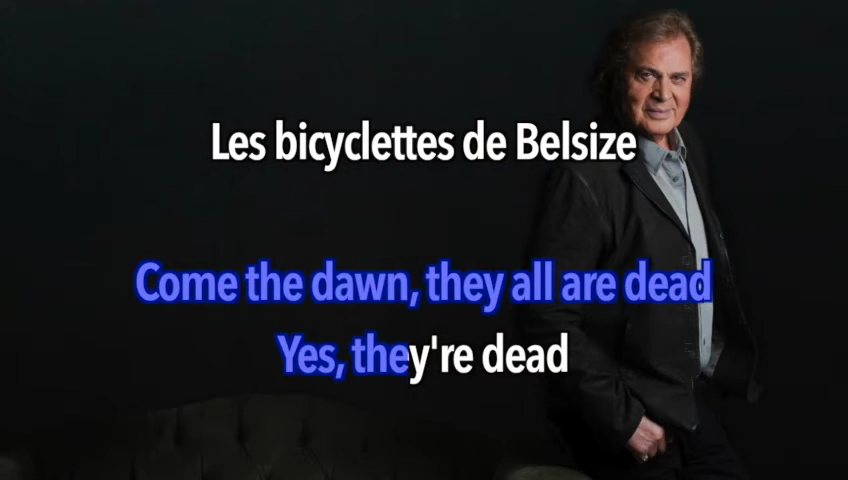 Les bicyclettes de Belsize
Come the dawn, they all are dead
Yes, they're dead